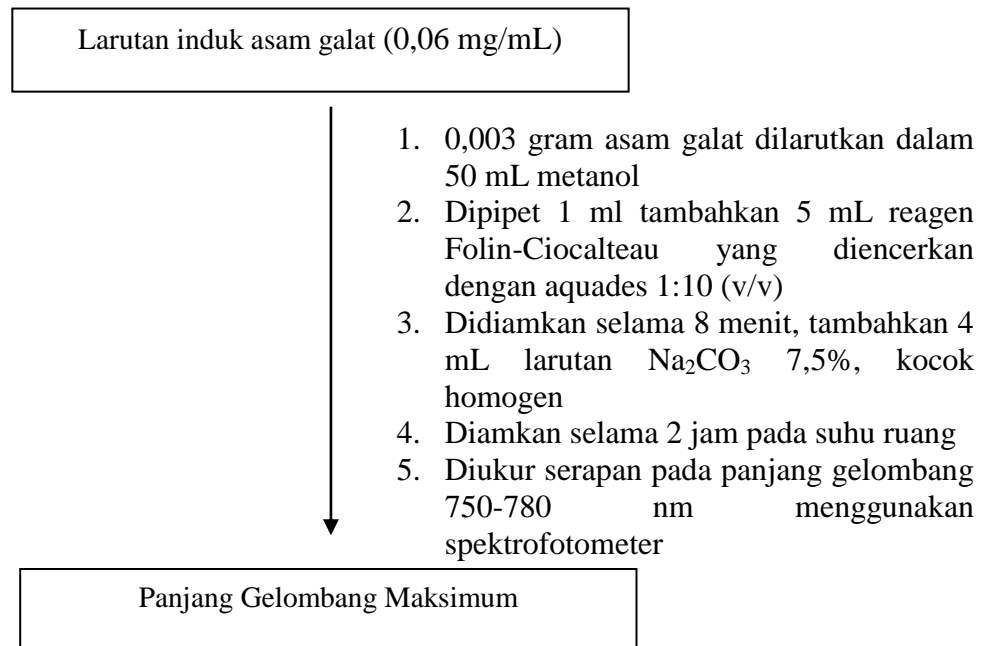 Larutan induk asam galat (0,06 mg/mL)
1. 0,003 gram asam galat dilarutkan dalam
50 mL metanol
2. Dipipet 1 ml tambahkan 5 mL reagen
Folin-Ciocalteau yang diencerkan
dengan aquades 1:10 (v/v)
3. Didiamkan selama 8 menit, tambahkan 4
mL larutan Na₂CO₃ 7,5%, kocok
homogen
4. Diamkan selama 2 jam pada suhu ruang
5. Diukur serapan pada panjang gelombang
750-780 nm menggunakan
spektrofotometer
Panjang Gelombang Maksimum